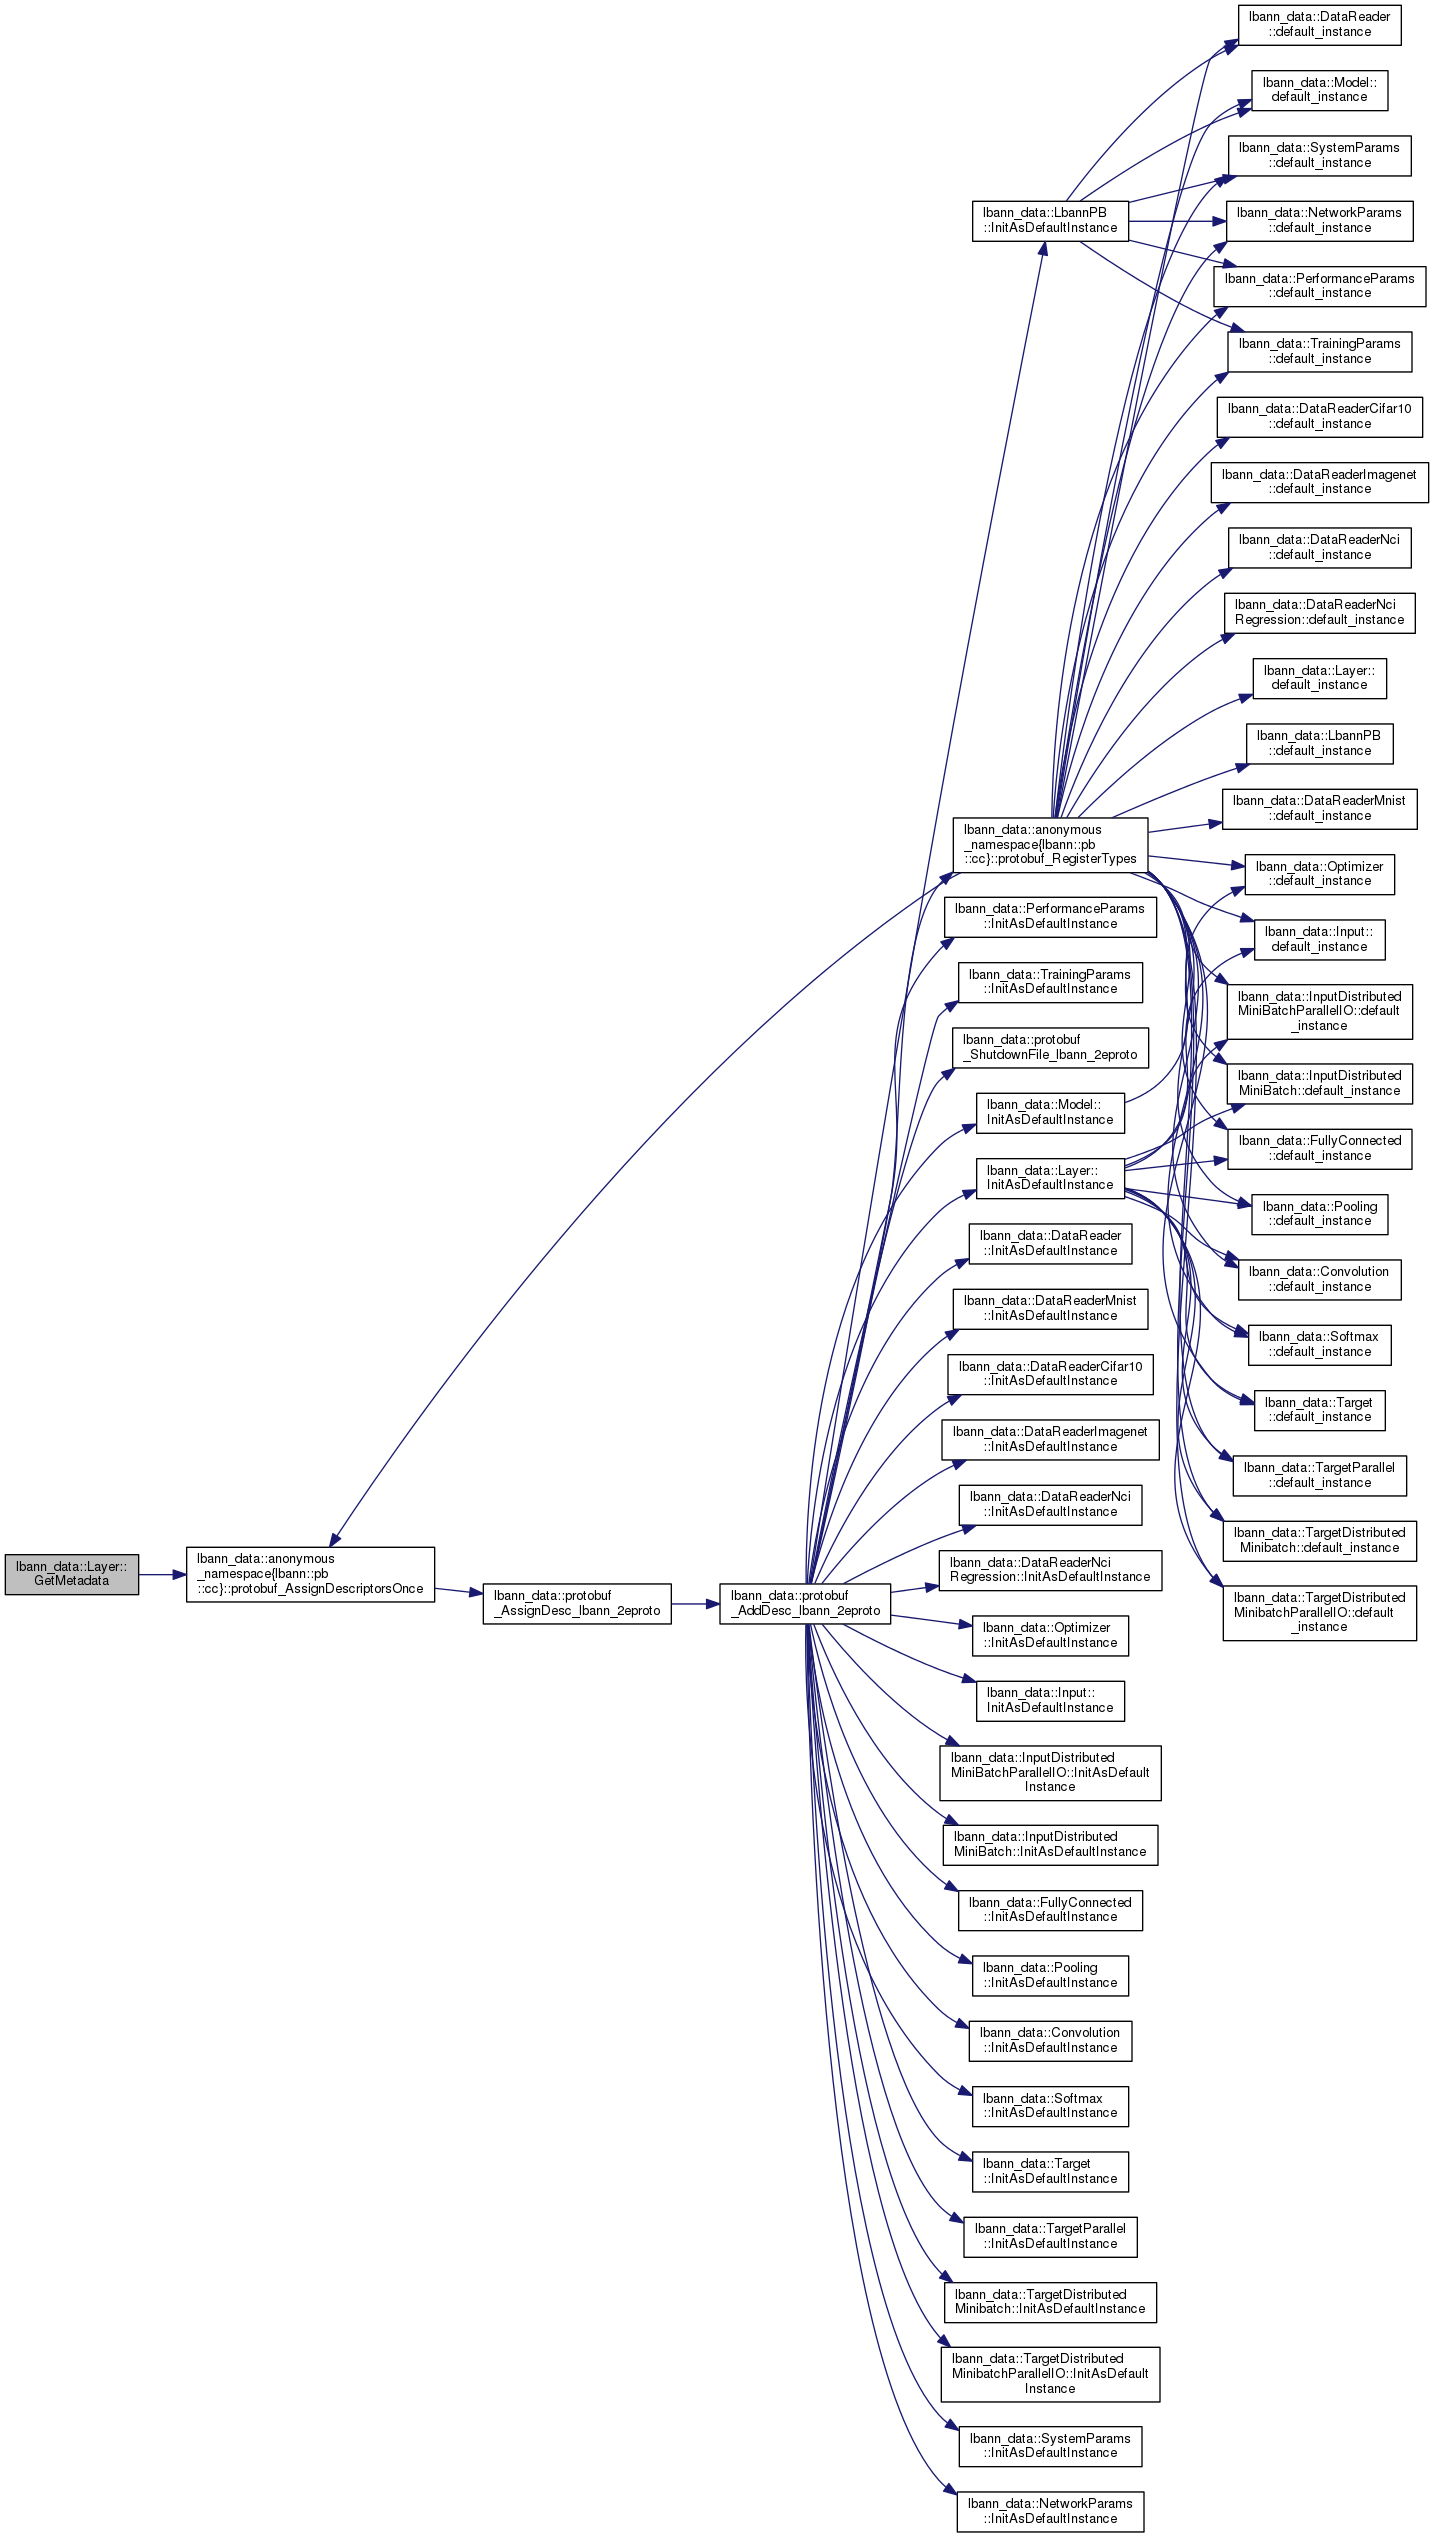 lbann_data::Layer::
GetMetadata
lbann_data::anonymous
_namespace{lbann::pb
::cc}::protobuf_AssignDescriptorsOnce
lbann_data::protobuf
_AssignDesc_lbann_2eproto
lbann_data::protobuf
_AddDesc_lbann_2eproto
lbann_data::LbannPB
::InitAsDefaultInstance
lbann_data::anonymous
_namespace{lbann::pb
::cc}::protobuf_RegisterTypes
lbann_data::PerformanceParams
::InitAsDefaultInstance
lbann_data::TrainingParams
::InitAsDefaultInstance
lbann_data::protobuf
_ShutdownFile_lbann_2eproto
lbann_data::Model::
InitAsDefaultInstance
lbann_data::Layer::
InitAsDefaultInstance
lbann_data::DataReader
::InitAsDefaultInstance
lbann_data::DataReaderMnist
::InitAsDefaultInstance
lbann_data::DataReaderCifar10
::InitAsDefaultInstance
lbann_data::DataReaderImagenet
::InitAsDefaultInstance
lbann_data::DataReaderNci
::InitAsDefaultInstance
lbann_data::DataReaderNci
Regression::InitAsDefaultInstance
lbann_data::Optimizer
::InitAsDefaultInstance
lbann_data::Input::
InitAsDefaultInstance
lbann_data::InputDistributed
MiniBatchParallelIO::InitAsDefault
Instance
lbann_data::InputDistributed
MiniBatch::InitAsDefaultInstance
lbann_data::FullyConnected
::InitAsDefaultInstance
lbann_data::Pooling
::InitAsDefaultInstance
lbann_data::Convolution
::InitAsDefaultInstance
lbann_data::Softmax
::InitAsDefaultInstance
lbann_data::Target
::InitAsDefaultInstance
lbann_data::TargetParallel
::InitAsDefaultInstance
lbann_data::TargetDistributed
Minibatch::InitAsDefaultInstance
lbann_data::TargetDistributed
MinibatchParallelIO::InitAsDefault
Instance
lbann_data::SystemParams
::InitAsDefaultInstance
lbann_data::NetworkParams
::InitAsDefaultInstance
lbann_data::DataReader
::default_instance
lbann_data::Model::
default_instance
lbann_data::SystemParams
::default_instance
lbann_data::NetworkParams
::default_instance
lbann_data::PerformanceParams
::default_instance
lbann_data::TrainingParams
::default_instance
lbann_data::DataReaderCifar10
::default_instance
lbann_data::DataReaderImagenet
::default_instance
lbann_data::DataReaderNci
::default_instance
lbann_data::DataReaderNci
Regression::default_instance
lbann_data::Layer::
default_instance
lbann_data::LbannPB
::default_instance
lbann_data::DataReaderMnist
::default_instance
lbann_data::Optimizer
::default_instance
lbann_data::Input::
default_instance
lbann_data::InputDistributed
MiniBatchParallelIO::default
_instance
lbann_data::InputDistributed
MiniBatch::default_instance
lbann_data::FullyConnected
::default_instance
lbann_data::Pooling
::default_instance
lbann_data::Convolution
::default_instance
lbann_data::Softmax
::default_instance
lbann_data::Target
::default_instance
lbann_data::TargetParallel
::default_instance
lbann_data::TargetDistributed
Minibatch::default_instance
lbann_data::TargetDistributed
MinibatchParallelIO::default
_instance